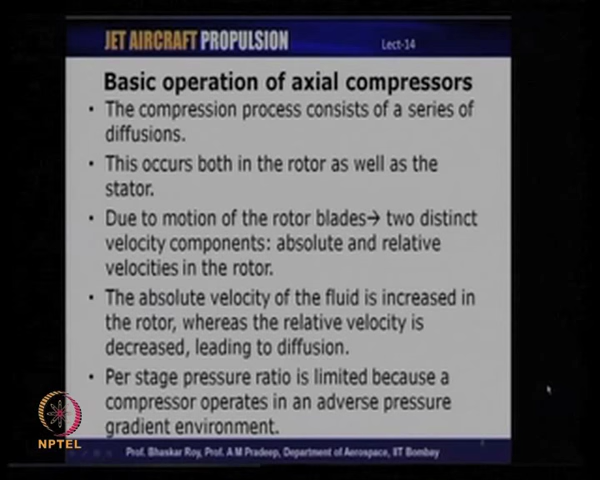 JET AIRCRAFT PROPULSION
Lect-14
Basic operation of axial compressors
• The compression process consists of a series of
diffusions.
• This occurs both in the rotor as well as the
stator.
• Due to motion of the rotor blades→ two distinct
velocity components: absolute and relative
velocities in the rotor.
• The absolute velocity of the fluid is increased in
the rotor, whereas the relative velocity is
decreased, leading to diffusion.
• Per stage pressure ratio is limited because a
compressor operates in an adverse pressure
gradient environment.
NPTEL
Prof. Bhaskar Roy, Prof. A M Pradeep, Department of Aerospace, IIT Bombay